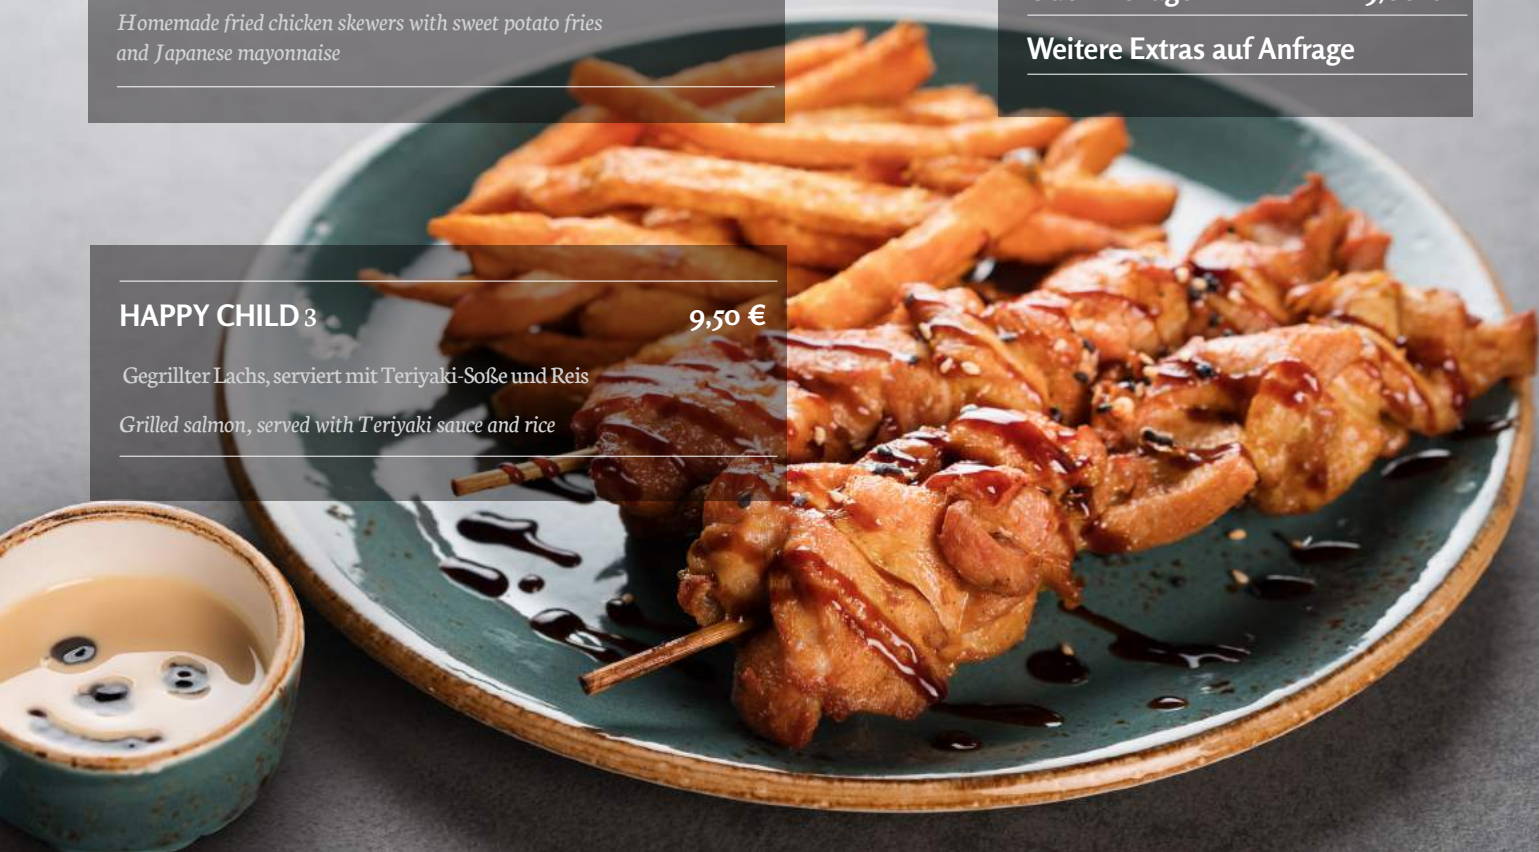 Homemade fried chicken skewers with sweet potato fries
and Japanese mayonnaise
Weitere Extras auf Anfrage
HAPPY CHILD 3 9,50 €
Gegrillter Lachs, serviert mit Teriyaki-Soße und Reis
Grilled salmon, served with Teriyaki sauce and rice